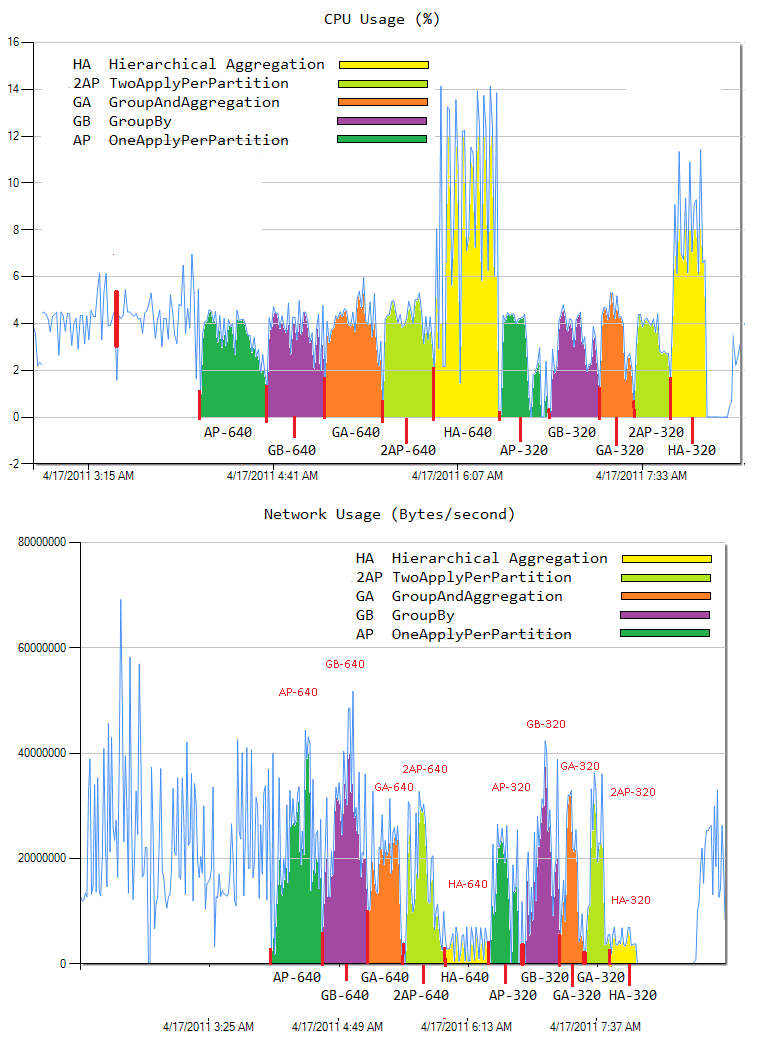 CPU Usage (%)
16
HA Hierarchical Aggregation
2AP TwoApplyPerPartition
14
GA GroupAndAggregation
GB GroupBy
12
AP OneApplyPerPartition
10
8
6
4
2
0
AP-640 GA-640 HA-640 GB-320 2AP-320
GB-640 2AP-640 AP-320 GA-320 HA-320
-2
4/17/2011 3:15 AM 4/17/2011 4:41 AM 4/17/2011 6:07 AM 4/17/2011 7:33 AM
Network Usage (Bytes/second)
80000000
HA Hierarchical Aggregation
2AP TwoApplyPerPartition
GA GroupAndAggregation
GB GroupBy
AP OneApplyPerPartition
60000000
GB-640
AP-640
GB-320
40000000
2AP-640
GA-320
GA-640
AP-320
2AP-320
20000000
HA-640
HA-320
0
AP-640 GA-640 HA-640 GB-320 GA-320
GB-640 2AP-640 AP-320 GA-320 HA-320
4/17/2011 3:25 AM 4/17/2011 4:49 AM 4/17/2011 6:13 AM 4/17/2011 7:37 AM